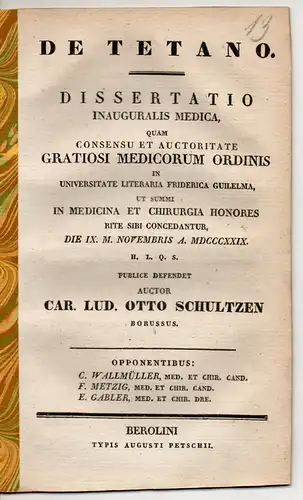 13
DE TETANO.
DISSERTATIO
INAUGURALIS MEDICA,
QUAM
CONSENSU ET AUCTORITATE
GRATIOSI MEDICORUM ORDINIS
IN
UNIVERSITATE LITERARIA FRIDERICA GUILELMA,
UT SUMMI
IN MEDICINA ET CHIRURGIA HONORES
RITE SIBI CONCEDANTUR,
DIE IX. M. NOVEMBRIS A. MDCCCXXIX.
H. L. Q. S.
PUBLICE DEFENDET
AUCTOR
CAR. LUD. OTTO SCHULTZEN
BORUSSUS.
OPPONENTIBUS:
C. WALLMÜLLER, MED. ET CHIR. CAND.
F. METZIG, MED. ET CHIR. CAND.
E. GABLER, MED. ET CHIR. DRE.
BEROLINI
TYPIS AUGUSTI PETSCHII.